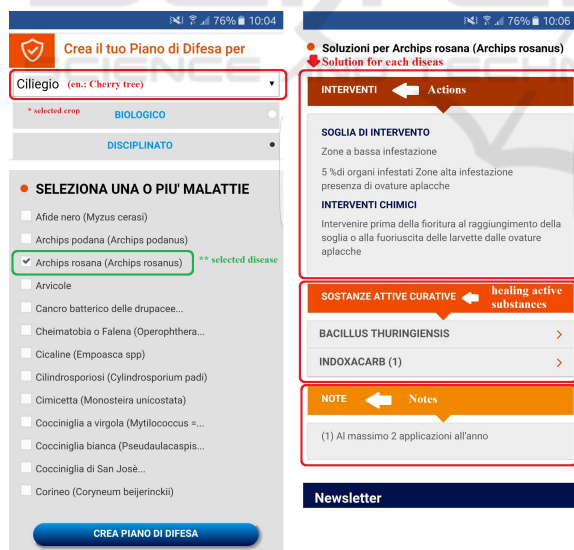 76% 10:04
Crea il tuo Piano di Difesa per
Ciliegio (en.: Cherry tree)
* selected crop BIOLOGICO
DISCIPLINATO
SELEZIONA UNA O PIU' MALATTIE
Afide nero (Myzus cerasi)
Archips podana (Archips podanus)
Archips rosana (Archips rosanus) ** selected disease
Arvicole
Cancro batterico delle drupacee...
Cheimatobia o Falena (Operophthera...
Cicaline (Empoasca spp)
Cilindrosporiosi (Cylindrosporium padi)
Cimicetta (Monosteira unicostata)
Cocciniglia a virgola (Mytilococcus =...
Cocciniglia bianca (Pseudaulacaspis...
Cocciniglia di San Josè...
Corineo (Coryneum beijerinckii)
CREA PIANO DI DIFESA
76% 10:06
Soluzioni per Archips rosana (Archips rosanus)
Solution for each diseas
INTERVENTI Actions
SOGLIA DI INTERVENTO
Zone a bassa infestazione
5 %di organi infestati Zone alta infestazione
presenza di ovature aplacche
INTERVENTI CHIMICI
Intervenire prima della fioritura al raggiungimento della
soglia o alla fuoriuscita delle larvette dalle ovature
aplacche
SOSTANZE ATTIVE CURATIVE healing active
substances
BACILLUS THURINGIENSIS
INDOXACARB (1)
NOTE Notes
(1) Al massimo 2 applicazioni all'anno
Newsletter